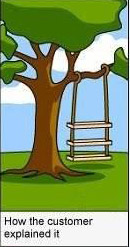 How the customer
explained it